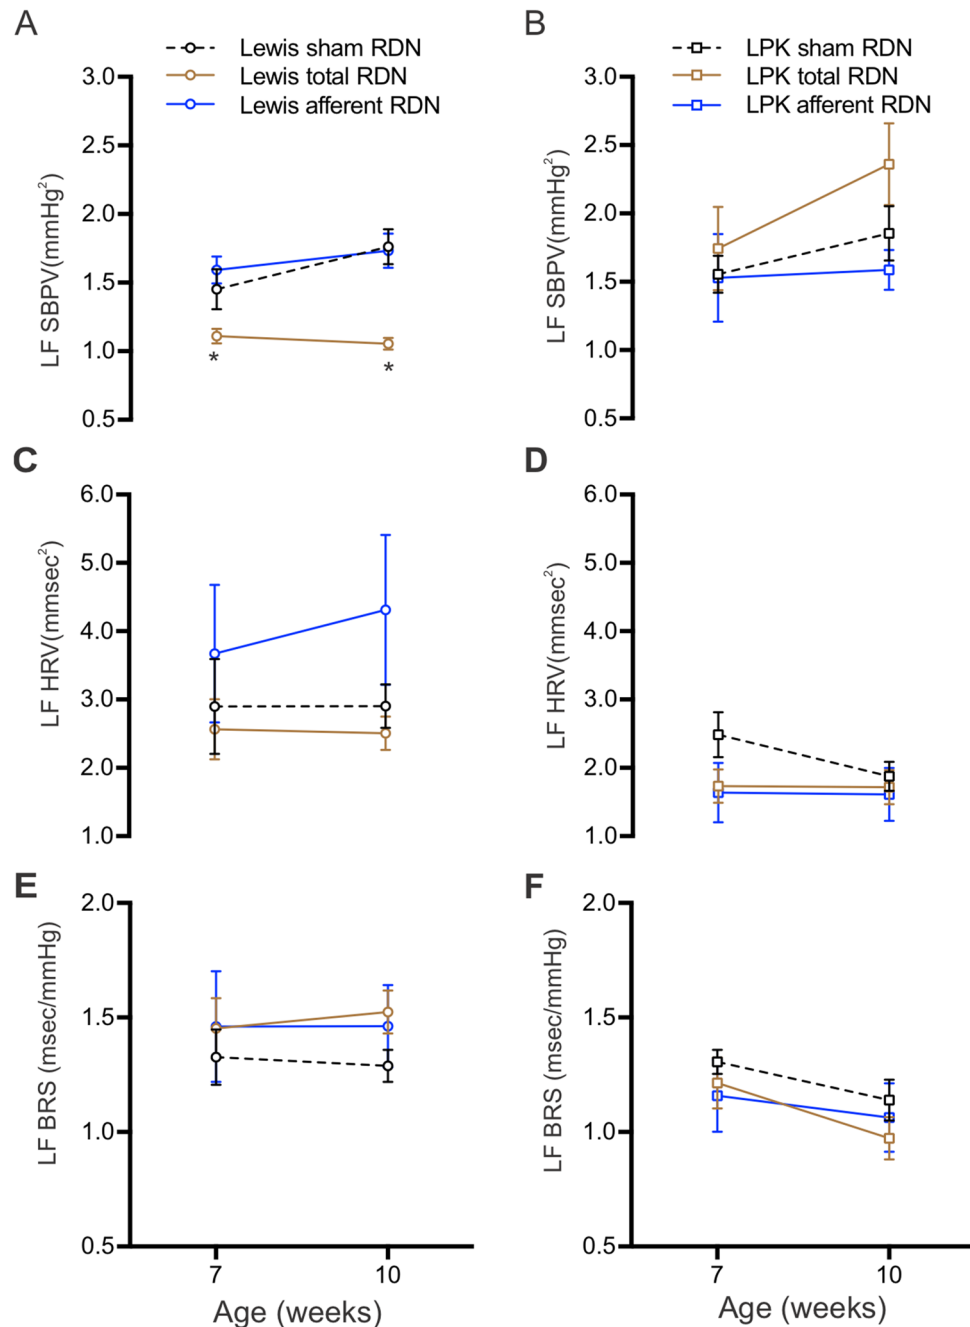 A
Lewis sham RDN
Lewis total RDN
Lewis afferent RDN
3.0
2.5
2.0
1.5
1.0
0.5
LF SBPV(mmHg²)
*
*
B
LPK sham RDN
LPK total RDN
LPK afferent RDN
3.0
2.5
2.0
1.5
1.0
0.5
LF SBPV(mmHg²)
C
6.0
5.0
4.0
3.0
2.0
1.0
LF HRV(mmsec²)
D
6.0
5.0
4.0
3.0
2.0
1.0
LF HRV(mmsec²)
E
2.0
1.5
1.0
0.5
LF BRS (msec/mmHg)
7
10
Age (weeks)
F
2.0
1.5
1.0
0.5
LF BRS (msec/mmHg)
7
10
Age (weeks)